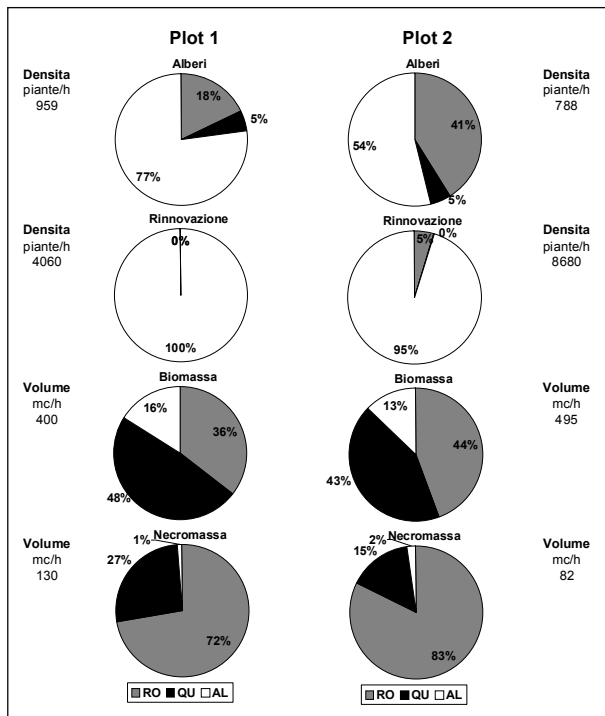 Plot 1
Plot 2
Alberi
Alberi
Densita
piante/h
959
18%
5%
77%
41%
54%
5%
Densita
piante/h
788
Rinnovazione
Rinnovazione
Densita
piante/h
4060
0%
100%
5%
0%
95%
Densita
piante/h
8680
Biomassa
Biomassa
Volume
mc/h
400
16%
36%
48%
13%
44%
43%
Volume
mc/h
495
Necromassa
Necromassa
Volume
mc/h
130
1%
27%
72%
2%
15%
83%
Volume
mc/h
82
RO QU AL
RO QU AL